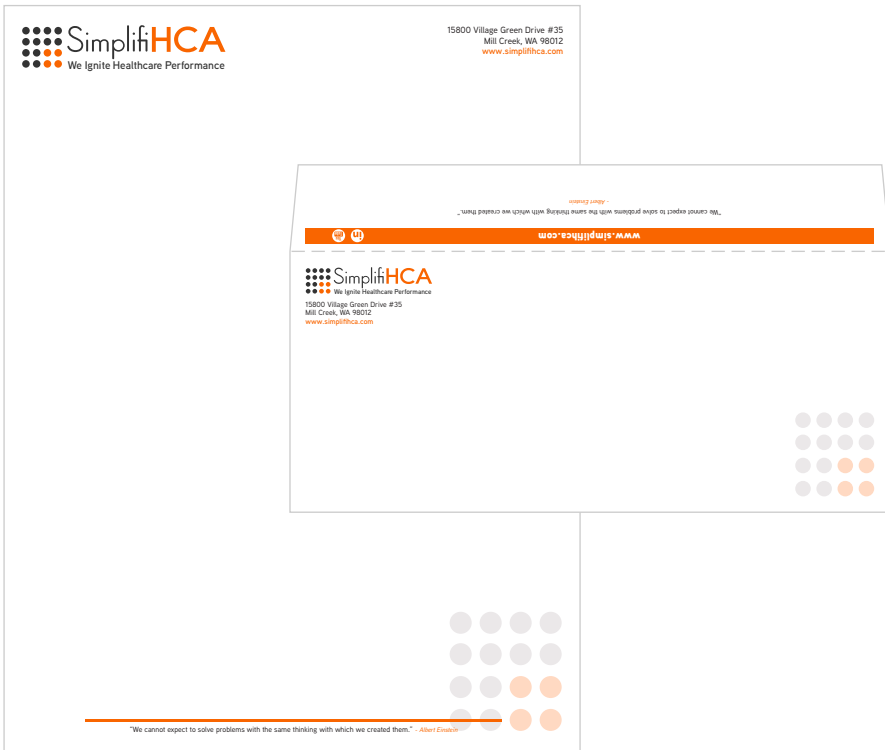 SimplifiHCA
We Ignite Healthcare Performance
15800 Village Green Drive #35
Mill Creek, WA 98012
www.simplifihca.com
"We cannot expect to solve problems with the same thinking with which we created them."
- Albert Einstein
www.simplifihca.com
in
SimplifiHCA
We Ignite Healthcare Performance
15800 Village Green Drive #35
Mill Creek, WA 98012
www.simplifihca.com
"We cannot expect to solve problems with the same thinking with which we created them." - Albert Einstein